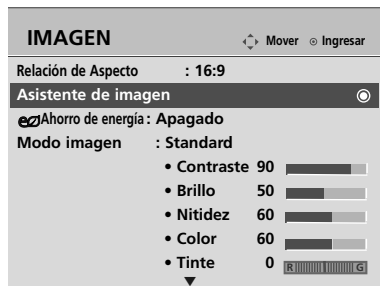 IMAGEN Mover Ingresar
Relación de Aspecto : 16:9
Asistente de imagen
eco Ahorro de energía : Apagado
Modo imagen : Standard
• Contraste 90
• Brillo 50
• Nitidez 60
• Color 60
• Tinte 0 R G